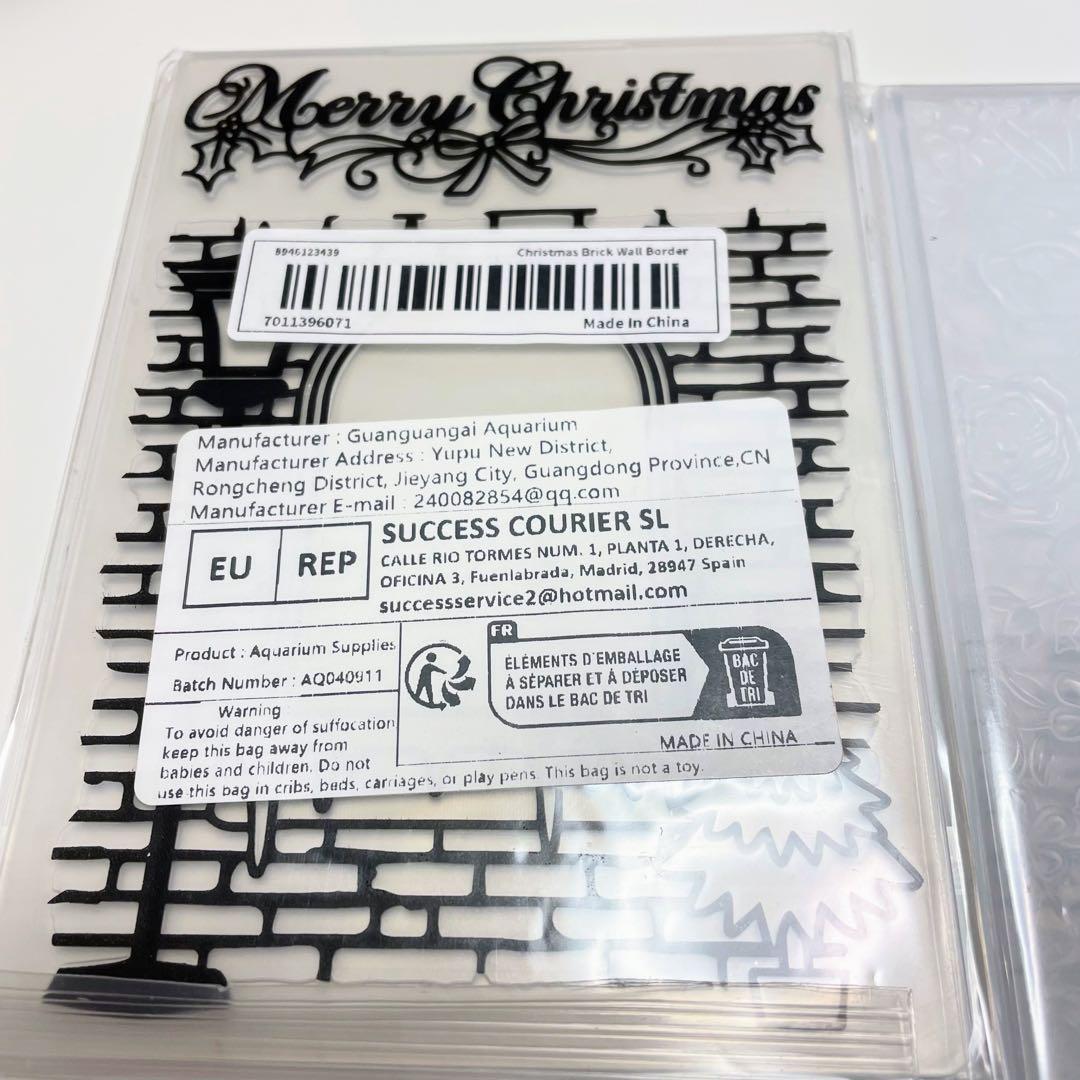 Merry Christmas
8946123439 Christmas Brick Wall Border
7011396071 Made In China
Manufacturer : Guanguangai Aquarium
Manufacturer Address : Yupu New District,
Rongcheng District, Jieyang City, Guangdong Province,CN
Manufacturer E-mail : 240082854@qq.com
EU REP
SUCCESS COURIER SL
CALLE RIO TORMES NUM. 1, PLANTA 1, DERECHA,
OFICINA 3, Fuenlabrada, Madrid, 28947 Spain
successservice2@hotmail.com
Product : Aquarium Supplies
Batch Number : AQ040911
Warning
To avoid danger of suffocation
keep this bag away from
babies and children. Do not
use this bag in cribs, beds, carriages, or play pens. This bag is not a toy.
FR
ÉLÉMENTS D'EMBALLAGE
À SÉPARER ET À DÉPOSER
DANS LE BAC DE TRI
BAC
DE
TRI
MADE IN CHINA